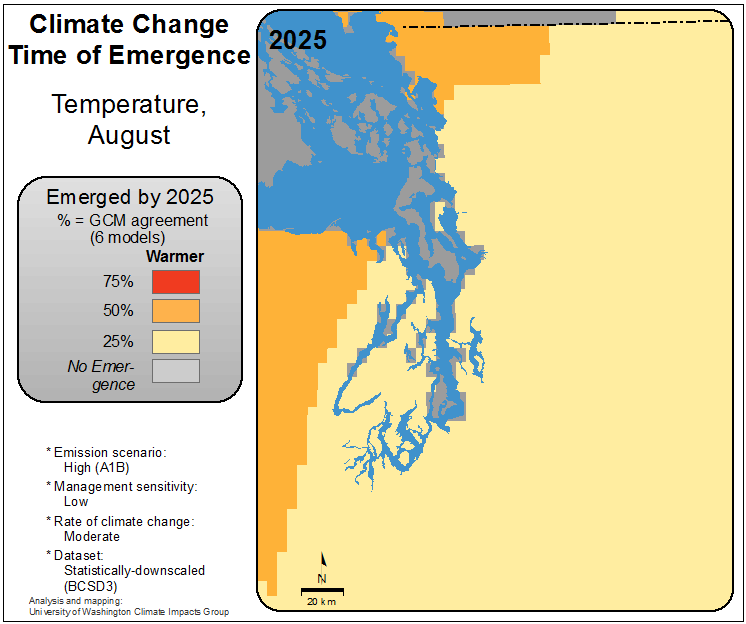 Climate Change
Time of Emergence
Temperature,
August
Emerged by 2025
% = GCM agreement
(6 models)
Warmer
75%
50%
25%
No Emer-
gence
* Emission scenario:
High (A1B)
* Management sensitivity:
Low
* Rate of climate change:
Moderate
* Dataset:
Statistically-downscaled
(BCSD3)
Analysis and mapping:
University of Washington Climate Impacts Group
2025
N
20 km